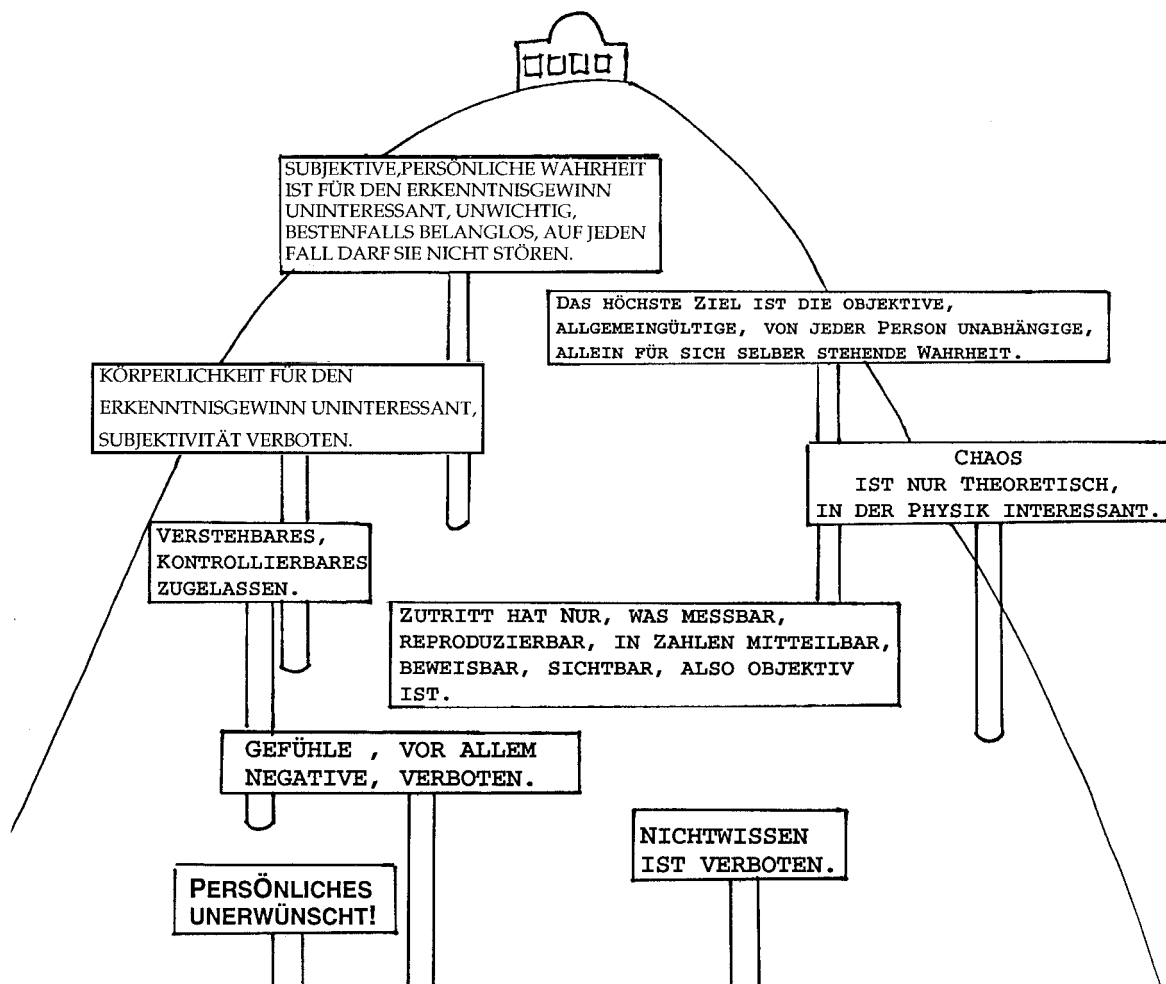 SUBJEKTIVE,PERSÖNLICHE WAHRHEIT
IST FÜR DEN ERKENNTNISGEWINN
UNINTERESSANT, UNWICHTIG,
BESTENFALLS BELANGLOS, AUF JEDEN
FALL DARF SIE NICHT STÖREN.
DAS HÖCHSTE ZIEL IST DIE OBJEKTIVE,
ALLGEMEINGÜLTIGE, VON JEDER PERSON UNABHÄNGIGE,
ALLEIN FÜR SICH SELBER STEHENDE WAHRHEIT.
KÖRPERLICHKEIT FÜR DEN
ERKENNTNISGEWINN UNINTERESSANT,
SUBJEKTIVITÄT VERBOTEN.
CHAOS
IST NUR THEORETISCH,
IN DER PHYSIK INTERESSANT.
VERSTEHBARES,
KONTROLLIERBARES
ZUGELASSEN.
ZUTRITT HAT NUR, WAS MESSBAR,
REPRODUZIERBAR, IN ZAHLEN MITTEILBAR,
BEWEISBAR, SICHTBAR, ALSO OBJEKTIV
IST.
GEFÜHLE , VOR ALLEM
NEGATIVE, VERBOTEN.
NICHTWISSEN
IST VERBOTEN.
PERSÖNLICHES
UNERWÜNSCHT!